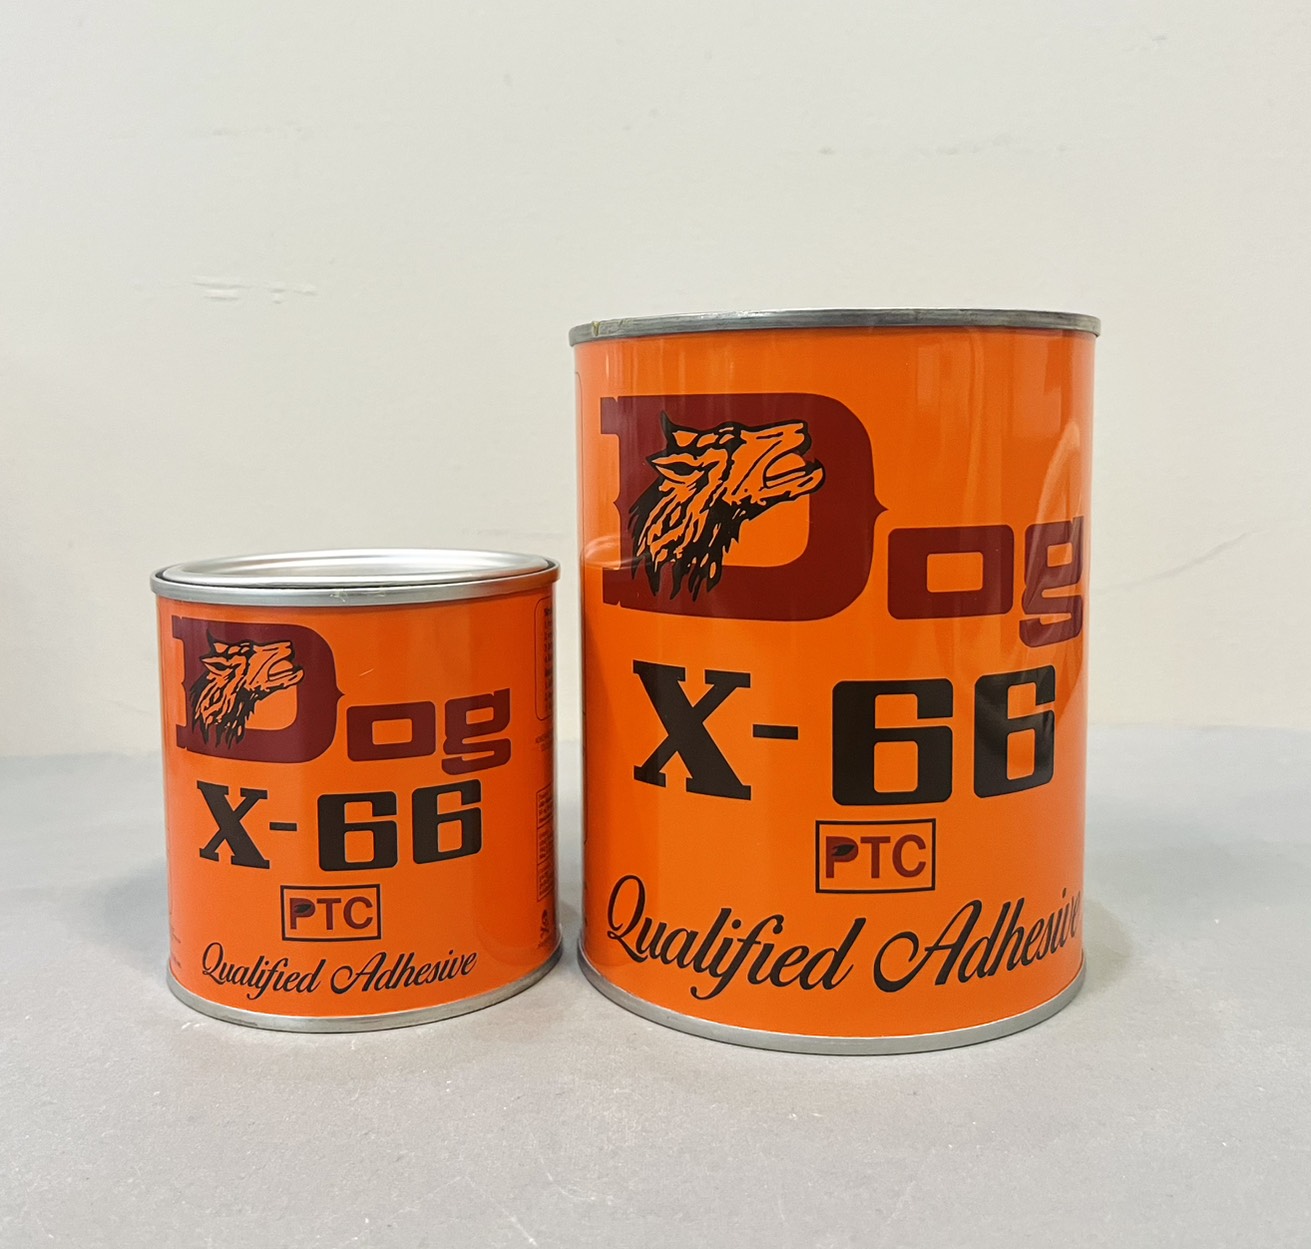 Dog
X-66
PTC
Qualified Adhesive
Dog
X-66
PTC
Qualified Adhesive